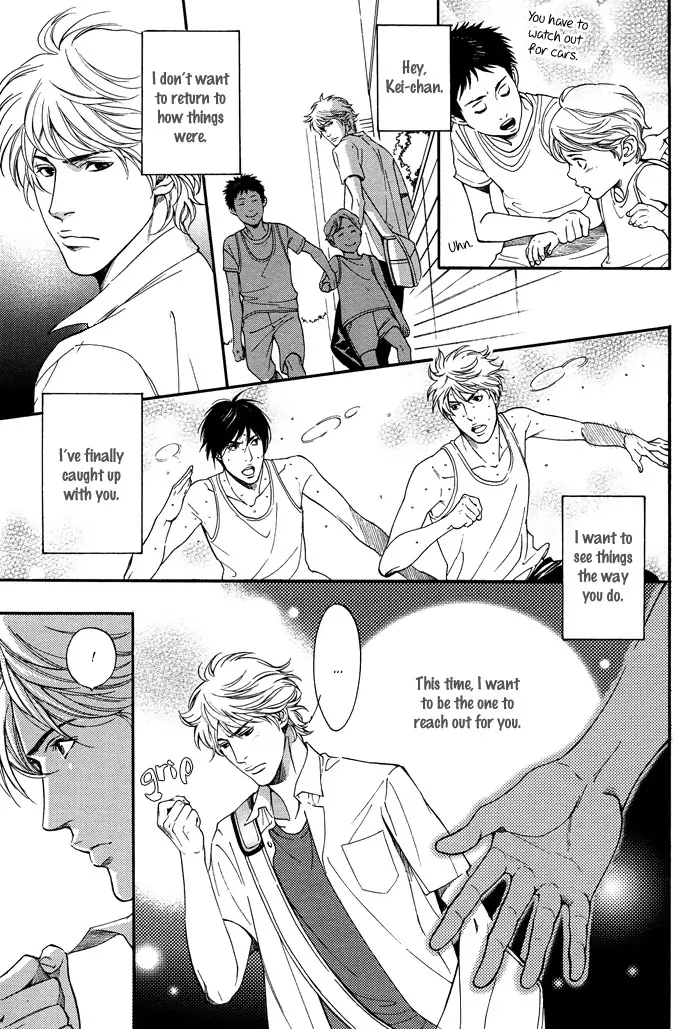 You have to
watch out
for cars.
Uhn.
Hey,
Kei-chan.
I don't want
to return to
how things
were.
I've finally
caught up
with you.
I want to
see things
the way
you do.
This time, I want
to be the one to
reach out for you.
...
grip
!